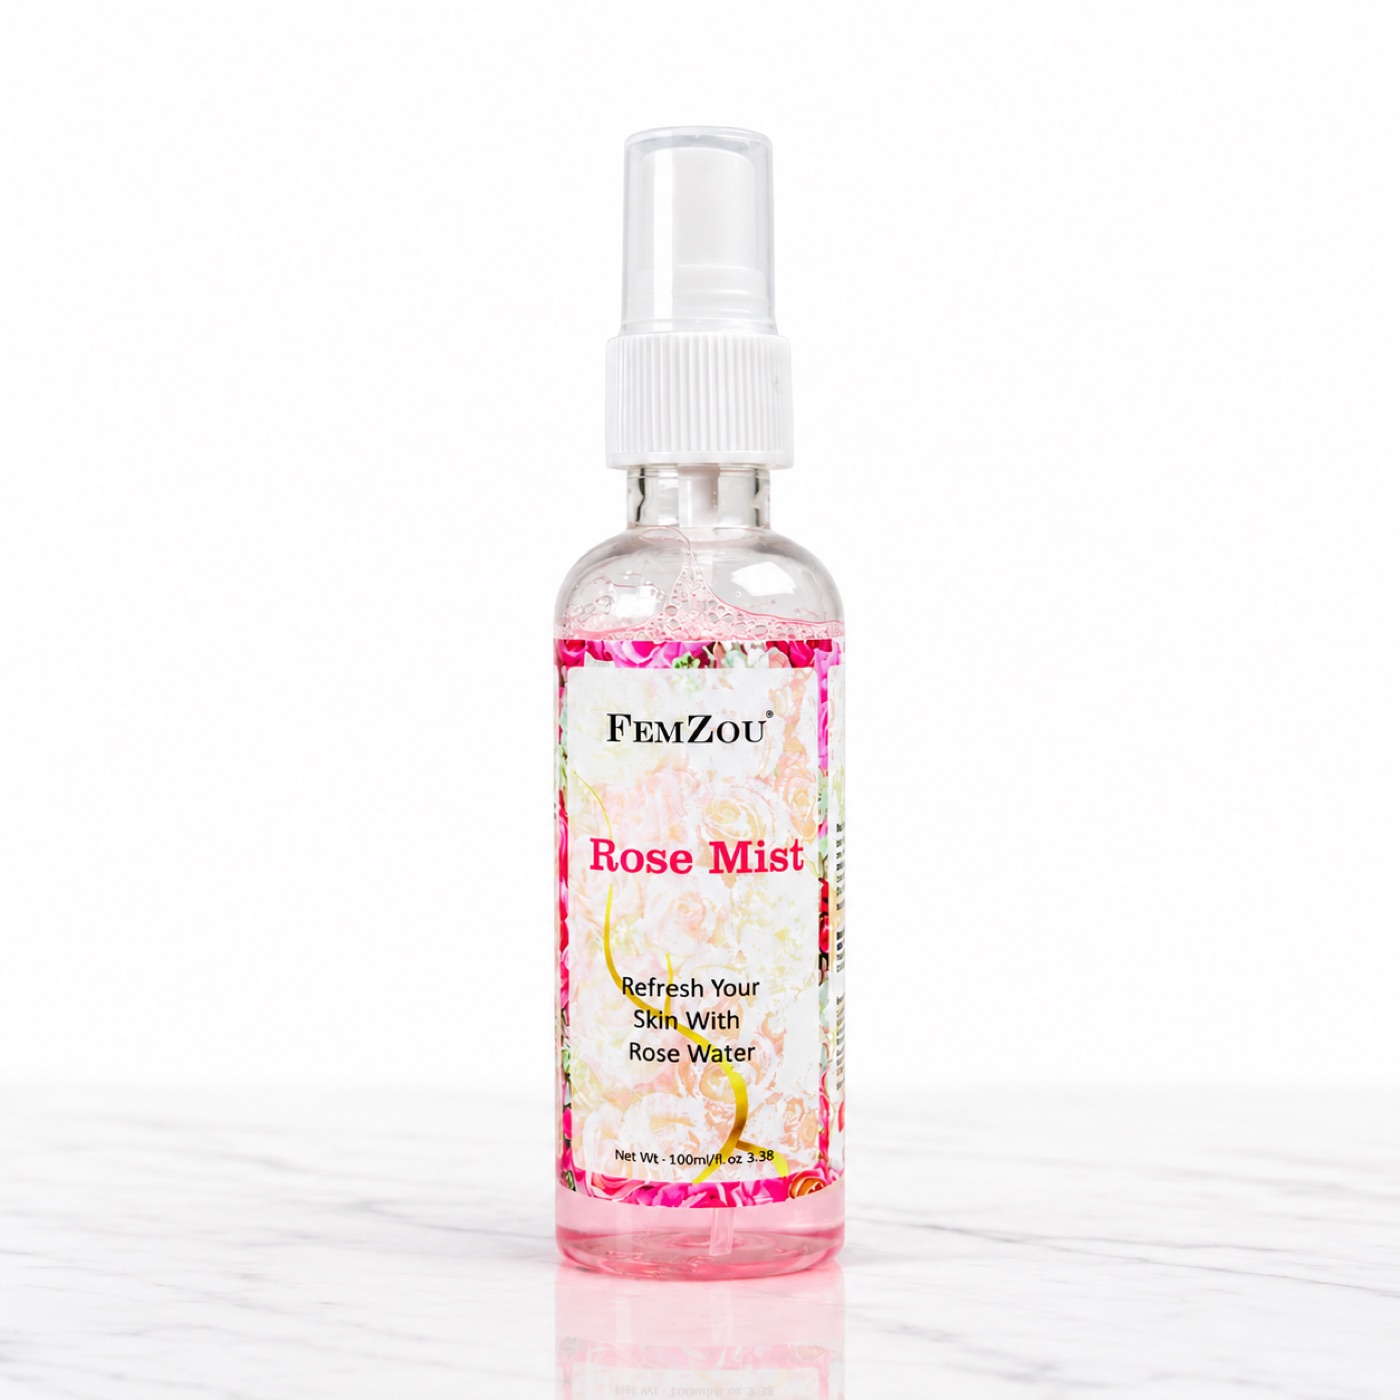 FEMZOU®
Rose Mist
Refresh Your
Skin With
Rose Water
Net Wt - 100ml/fl. oz 3.38